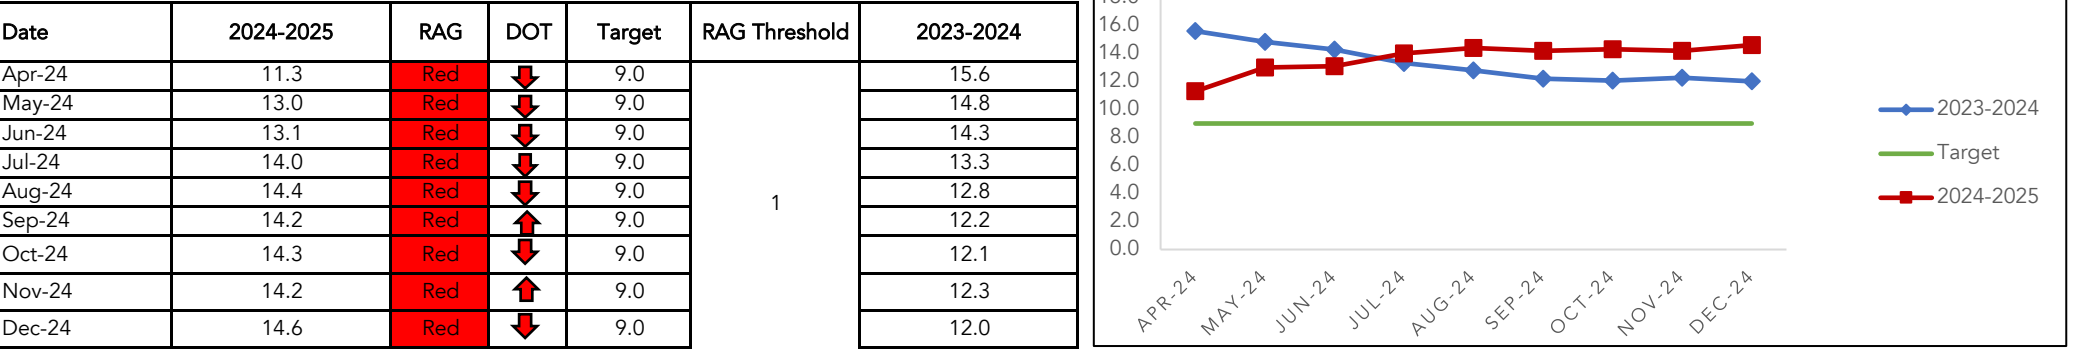 Date 2024-2025 RAG DOT Target RAG Threshold 2023-2024
Apr-24 11.3 Red 9.0 15.6
May-24 13.0 Red 9.0 14.8
Jun-24 13.1 Red 9.0 14.3
Jul-24 14.0 Red 9.0 13.3
Aug-24 14.4 Red 9.0 12.8
1
Sep-24 14.2 Red 9.0 12.2
Oct-24 14.3 Red 9.0 12.1
Nov-24 14.2 Red 9.0 12.3
Dec-24 14.6 Red 9.0 12.0
16.0
14.0
12.0
10.0
8.0
6.0
4.0
2.0
0.0
APR-24
MAY-24
JUN-24
JUL-24
AUG-24
SEP-24
OCT-24
NOV-24
DEC-24
2023-2024
Target
2024-2025